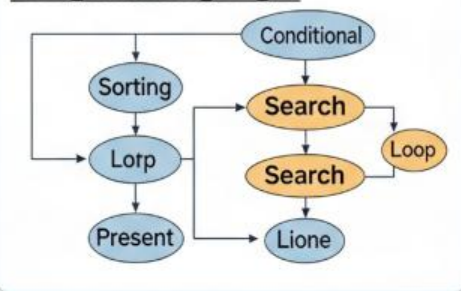 Conditional
Sorting
Search
Lorp
Loop
Search
Present
Lione